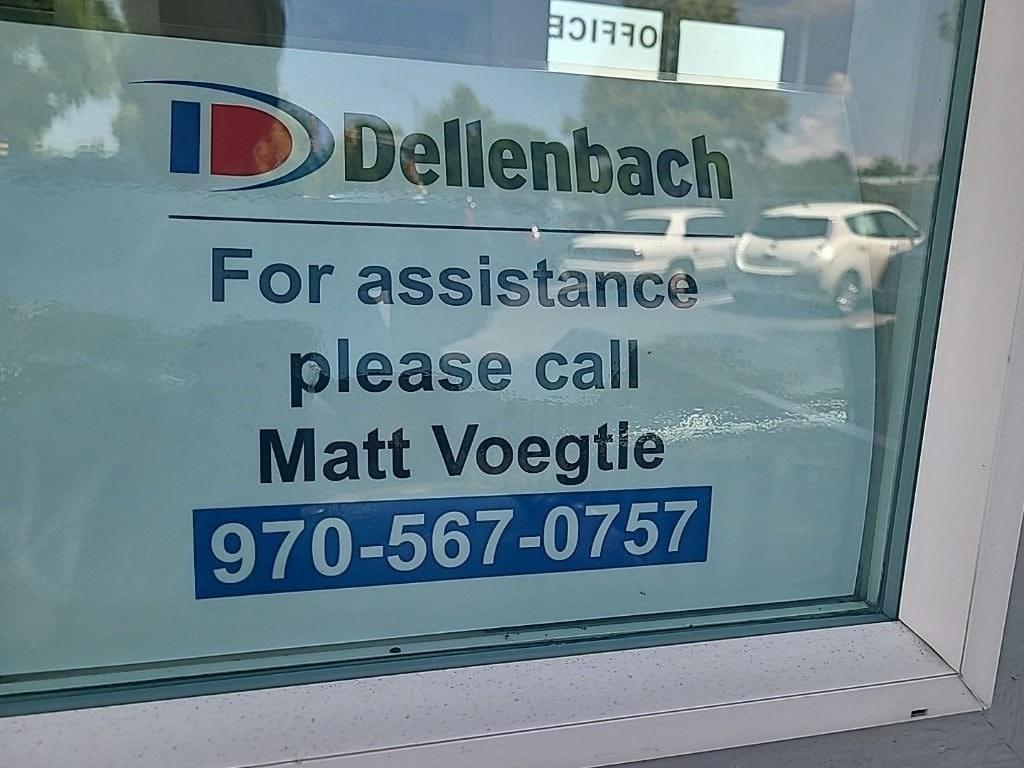 OFFICE
Dellenbach
For assistance
please call
Matt Voegtle
970-567-0757